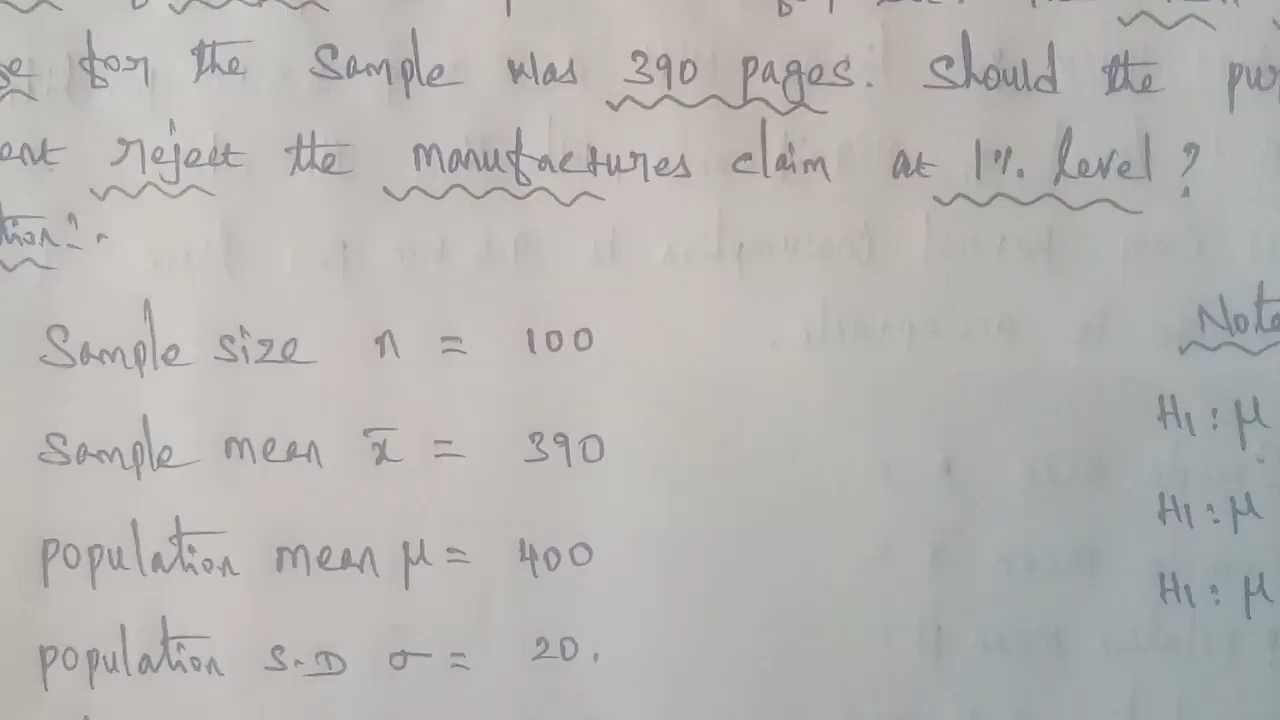 for the sample was 390 pages. Should the
reject the manufactures claim at 1% level?
Sample size n = 100
Note
Sample mean x̄ = 390
H₁ : μ
population mean μ = 400
H₁ : μ
H₁ : μ
population S.D σ = 20.